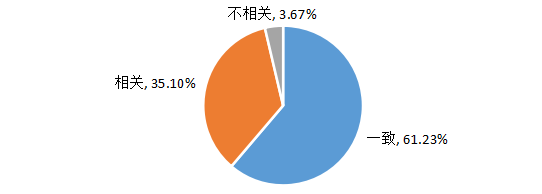 不相关, 3.67%
相关, 35.10%
一致, 61.23%